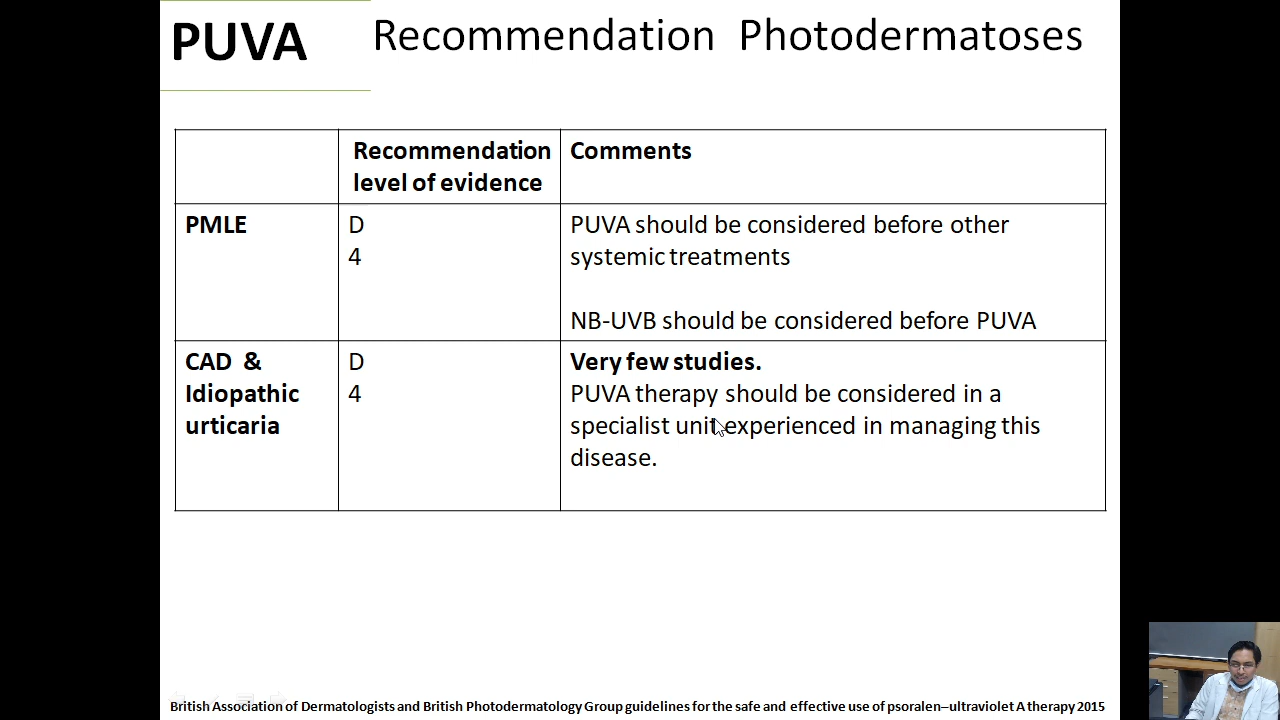 PUVA
Recommendation Photodermatoses
Recommendation
level of evidence
Comments
PMLE
D
4
PUVA should be considered before other
systemic treatments
NB-UVB should be considered before PUVA
CAD &
Idiopathic
urticaria
D
4
Very few studies.
PUVA therapy should be considered in a
specialist unit experienced in managing this
disease.
British Association of Dermatologists and British Photodermatology Group guidelines for the safe and effective use of psoralen–ultraviolet A therapy 2015